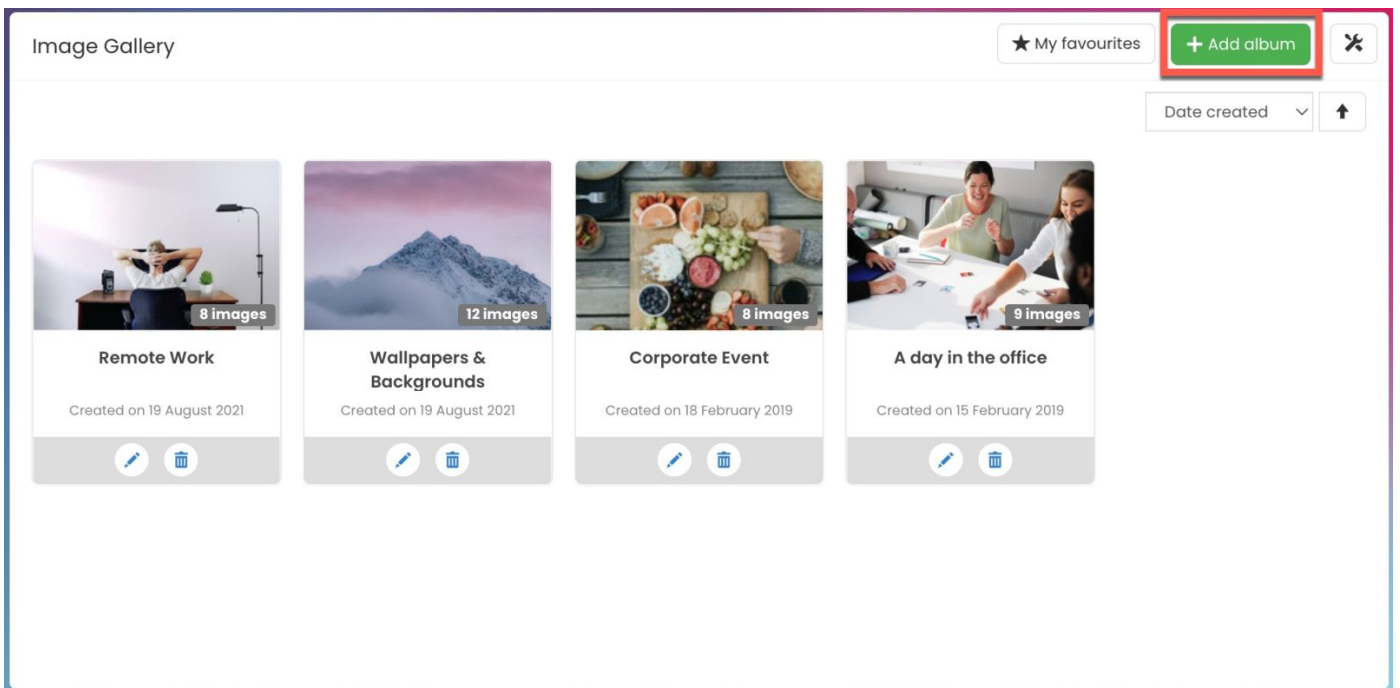 Image Gallery
My favourites
Add album
Date created
8 images
12 images
8 images
9 images
Remote Work
Wallpapers &
Backgrounds
Corporate Event
A day in the office
Created on 19 August 2021
Created on 19 August 2021
Created on 18 February 2019
Created on 15 February 2019